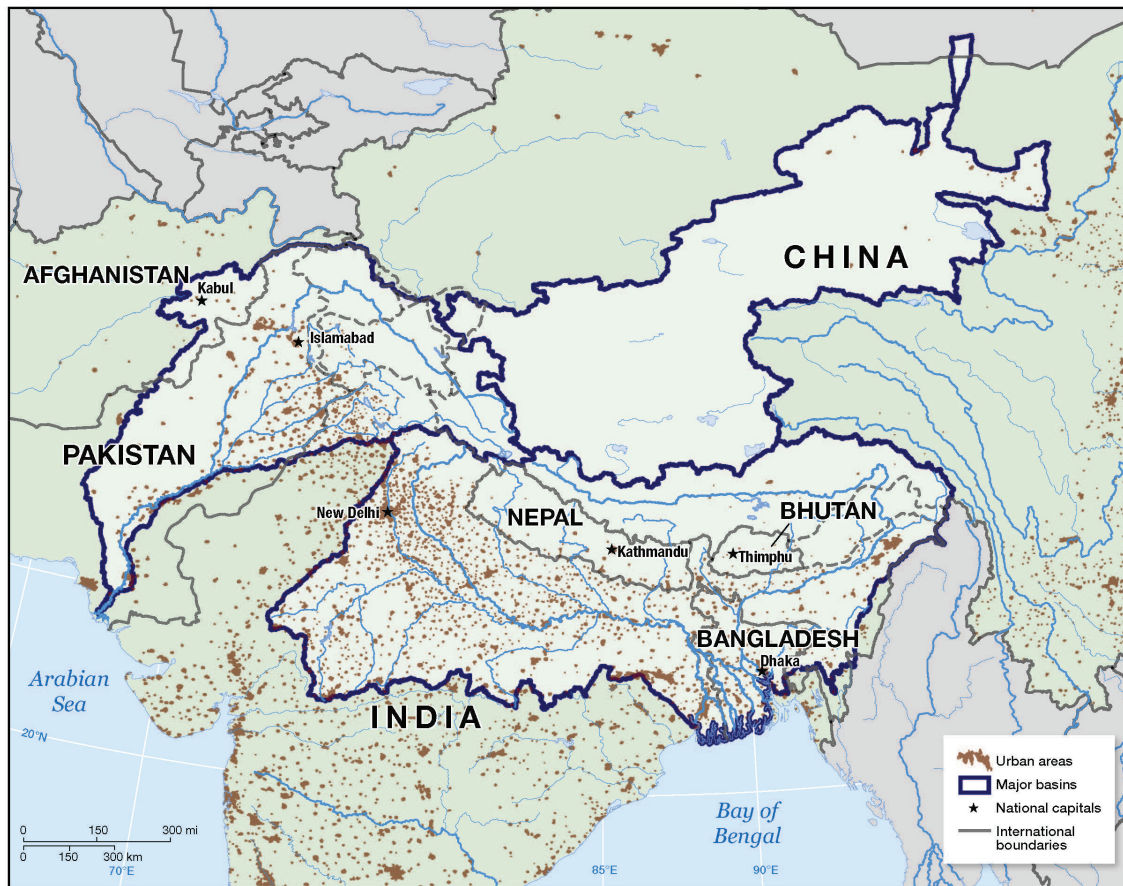 CHINA
AFGHANISTAN
Kabul
Islamabad
PAKISTAN
New Delhi
NEPAL
BHUTAN
Kathmandu
Thimphu
BANGLADESH
Dhaka
Arabian
Sea
INDIA
20°N
Bay of
Bengal
Urban areas
Major basins
National capitals
International
boundaries
0 150 300 mi
0 150 300 km
70°E
85°E
90°E